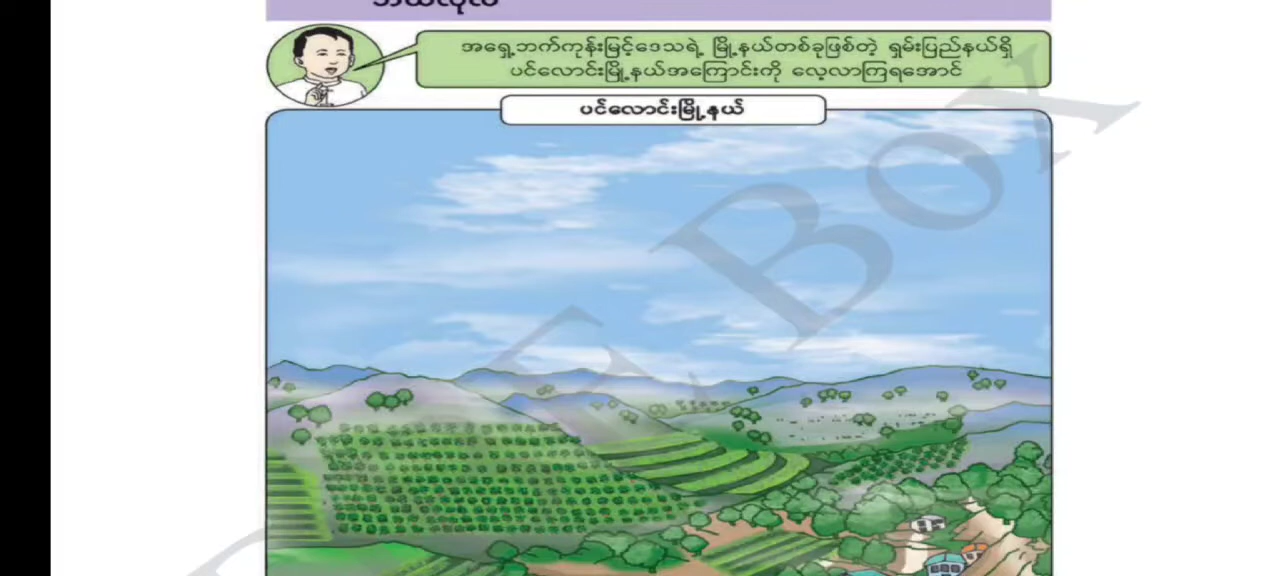 အရှေ့ဘက်ကုန်းမြင့်ဒေသရဲ့ မြို့နယ်တစ်ခုဖြစ်တဲ့ ရှမ်းပြည်နယ်ရှိ
ပင်လောင်းမြို့နယ်အကြောင်းကို လေ့လာကြရအောင်
ပင်လောင်းမြို့နယ်
Box